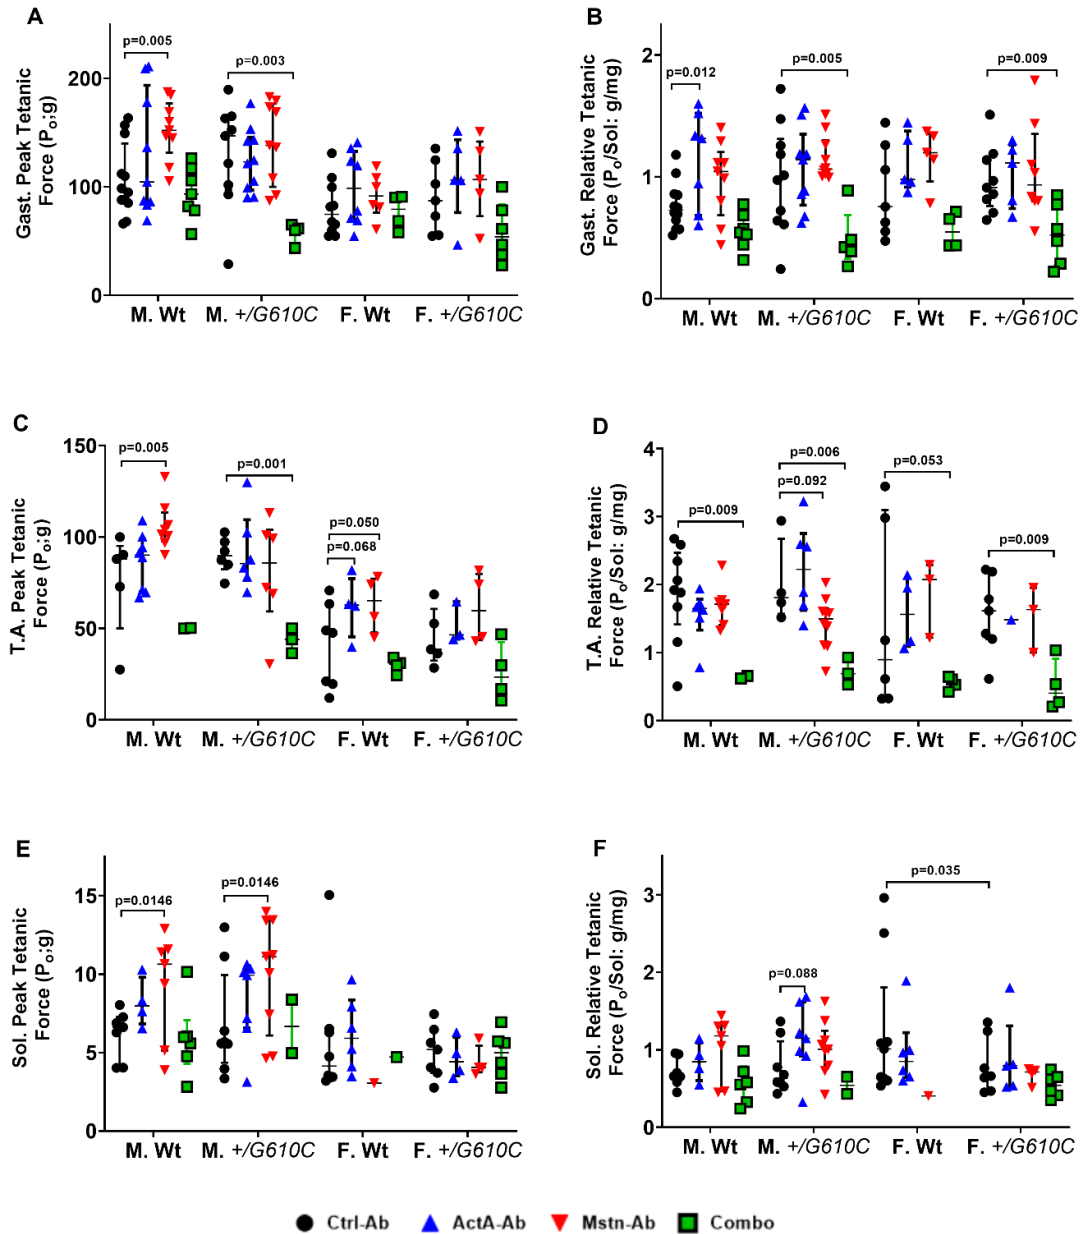 A
Gast. Peak Tetanic
Force (Po;g)
200
100
0
p=0.005
p=0.003
M. Wt
M. +/G610C
F. Wt
F. +/G610C
B
Gast. Relative Tetanic
Force (Po/Sol: g/mg)
2
1
0
p=0.012
p=0.005
p=0.009
M. Wt
M. +/G610C
F. Wt
F. +/G610C
C
T.A. Peak Tetanic
Force (Po;g)
150
100
50
0
p=0.005
p=0.001
p=0.050
p=0.068
M. Wt
M. +/G610C
F. Wt
F. +/G610C
D
T.A. Relative Tetanic
Force (Po/Sol: g/mg)
4
3
2
1
0
p=0.009
p=0.006
p=0.092
p=0.053
p=0.009
M. Wt
M. +/G610C
F. Wt
F. +/G610C
E
Sol. Peak Tetanic
Force (Po;g)
15
10
5
0
p=0.0146
p=0.0146
M. Wt
M. +/G610C
F. Wt
F. +/G610C
F
Sol. Relative Tetanic
Force (Po/Sol: g/mg)
3
2
1
0
p=0.088
p=0.035
M. Wt
M. +/G610C
F. Wt
F. +/G610C
Ctrl-Ab ActA-Ab Mstn-Ab Combo